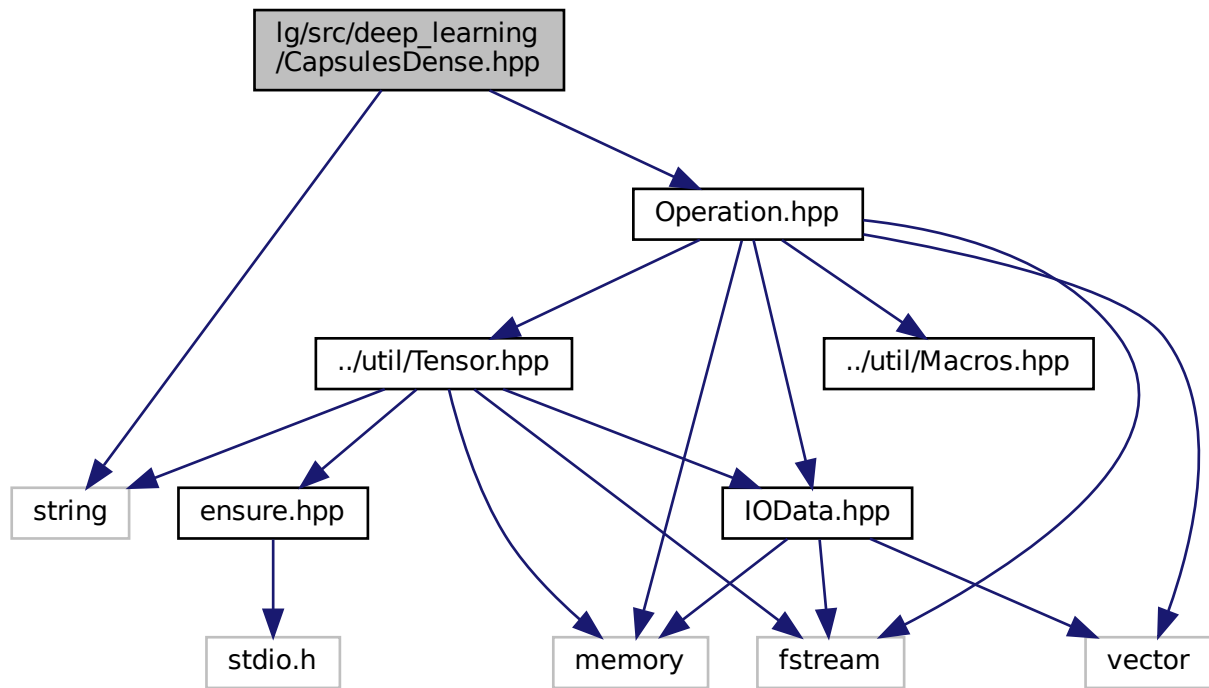 lg/src/deep_learning
/CapsulesDense.hpp
Operation.hpp
../util/Tensor.hpp
../util/Macros.hpp
string
ensure.hpp
IOData.hpp
stdio.h
memory
fstream
vector